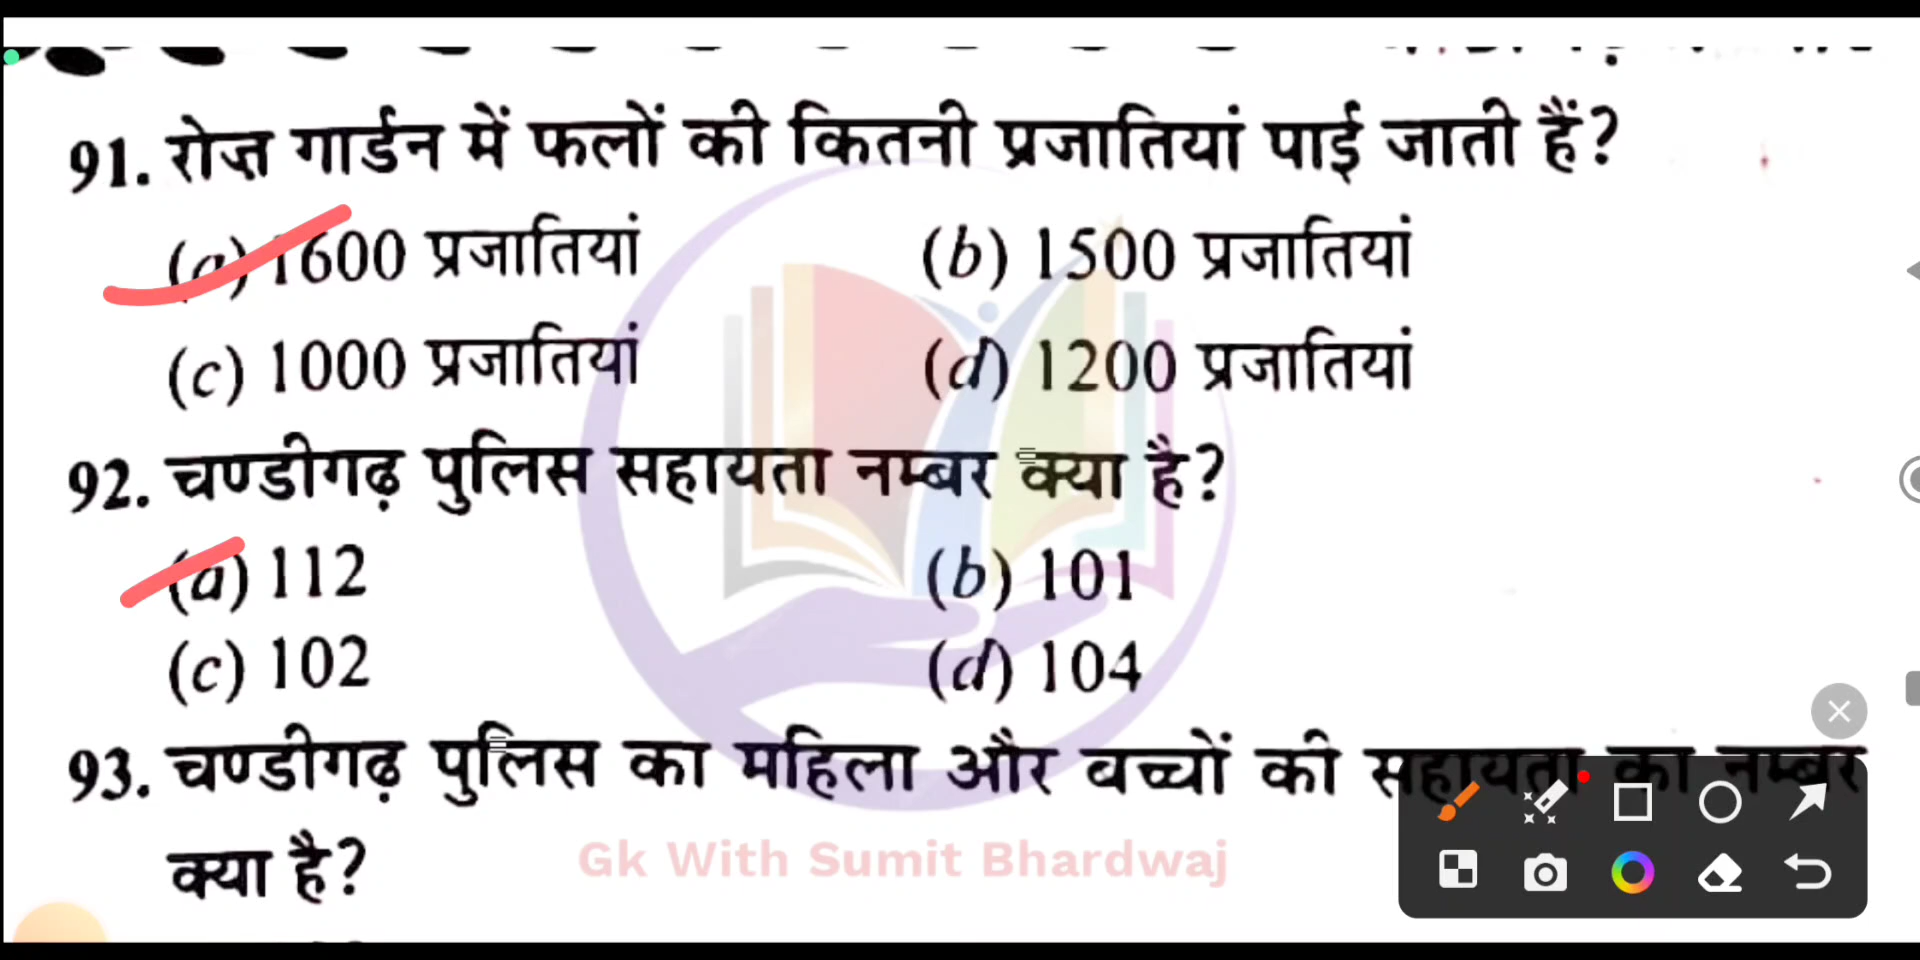 91. रोज़ गार्डन में फलों की कितनी प्रजातियां पाई जाती हैं?
(a) 1600 प्रजातियां (b) 1500 प्रजातियां
(c) 1000 प्रजातियां (d) 1200 प्रजातियां
92. चण्डीगढ़ पुलिस सहायता नम्बर क्या है?
(a) 112 (b) 101
(c) 102 (d) 104
93. चण्डीगढ़ पुलिस का महिला और बच्चों की सहायता का नम्बर
क्या है?
Gk With Sumit Bhardwaj